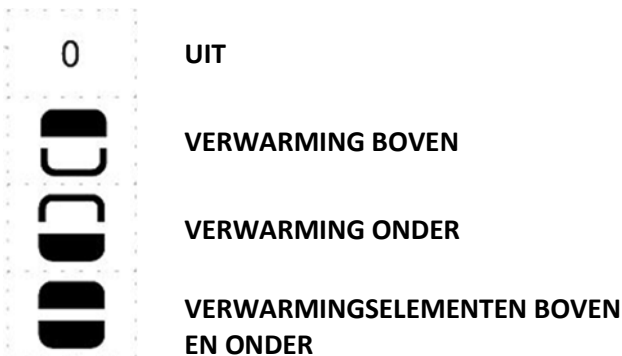 0 UIT
VERWARMING BOVEN
VERWARMING ONDER
VERWARMINGSELEMENTEN BOVEN
EN ONDER